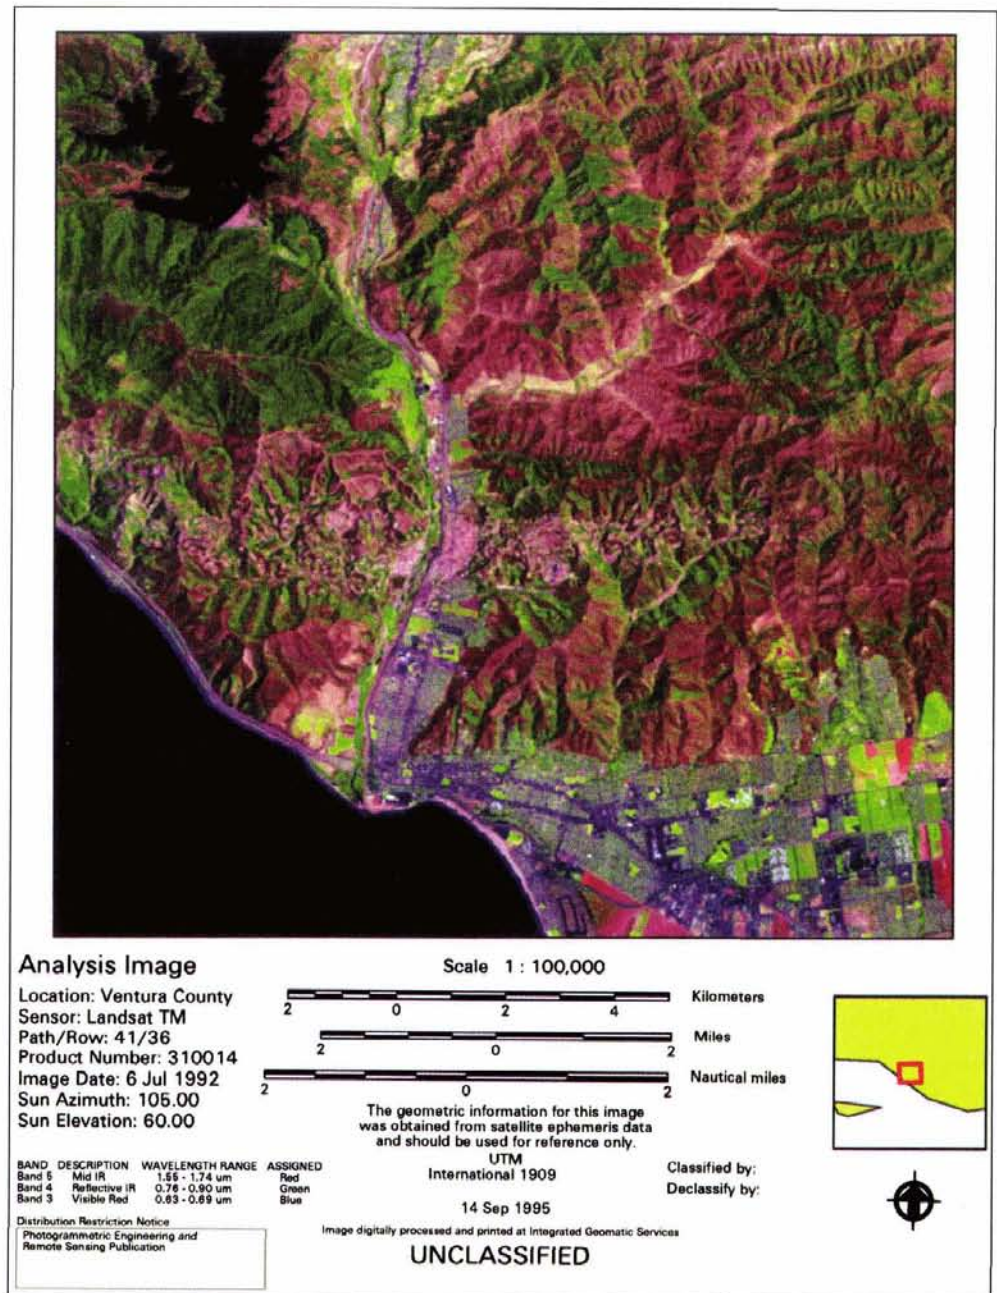 Analysis Image
Location: Ventura County
Sensor: Landsat TM
Path/Row: 41/36
Product Number: 310014
Image Date: 6 Jul 1992
Sun Azimuth: 105.00
Sun Elevation: 60.00
Scale 1 : 100,000
2 0 2 4 Kilometers
2 0 2 Miles
2 0 2 Nautical miles
The geometric information for this image
was obtained from satellite ephemeris data
and should be used for reference only.
UTM
International 1909
14 Sep 1995
Classified by:
Declassify by:
BAND DESCRIPTION WAVELENGTH RANGE ASSIGNED
Band 5 Mid IR 1.55 - 1.74 um Red
Band 4 Reflective IR 0.76 - 0.90 um Green
Band 3 Visible Red 0.63 - 0.69 um Blue
Distribution Restriction Notice
Photogrammetric Engineering and
Remote Sensing Publication
Image digitally processed and printed at Integrated Geomatic Services
UNCLASSIFIED